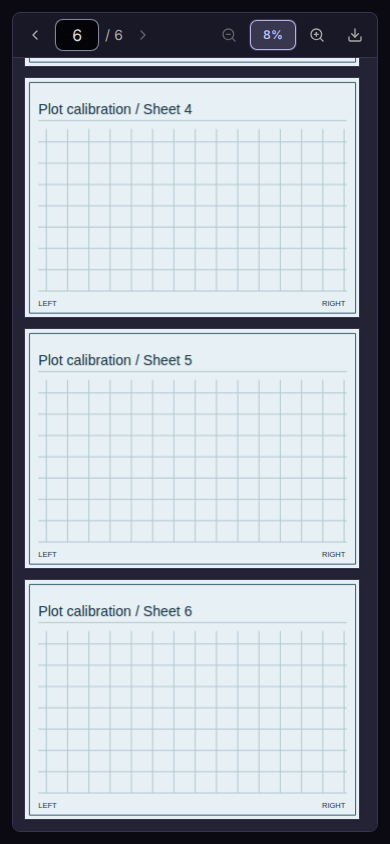 6 / 6 8%
Plot calibration / Sheet 4
LEFT RIGHT
Plot calibration / Sheet 5
LEFT RIGHT
Plot calibration / Sheet 6
LEFT RIGHT